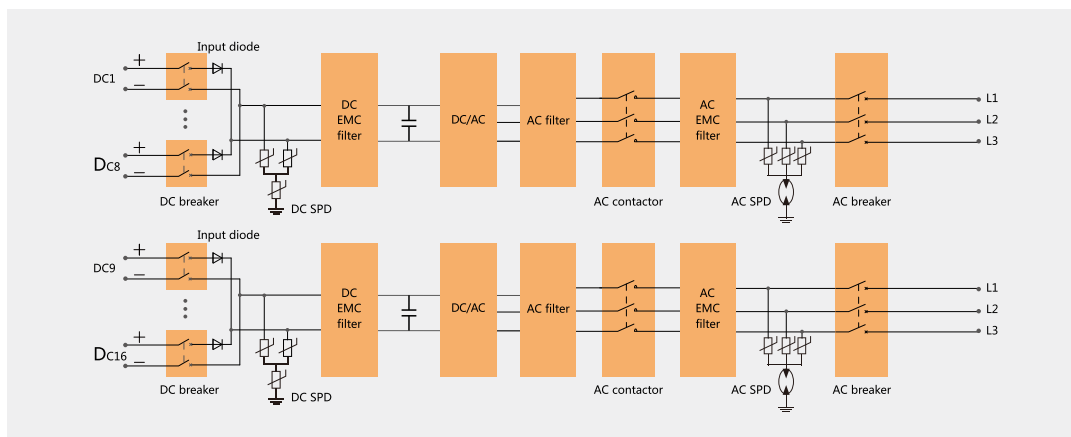 Input diode
+
DC1
−
DC8
+
−
DC breaker
DC SPD
DC
EMC
filter
DC/AC
AC filter
AC contactor
AC
EMC
filter
AC SPD
AC breaker
L1
L2
L3
Input diode
+
DC9
−
DC16
+
−
DC breaker
DC SPD
DC
EMC
filter
DC/AC
AC filter
AC contactor
AC
EMC
filter
AC SPD
AC breaker
L1
L2
L3